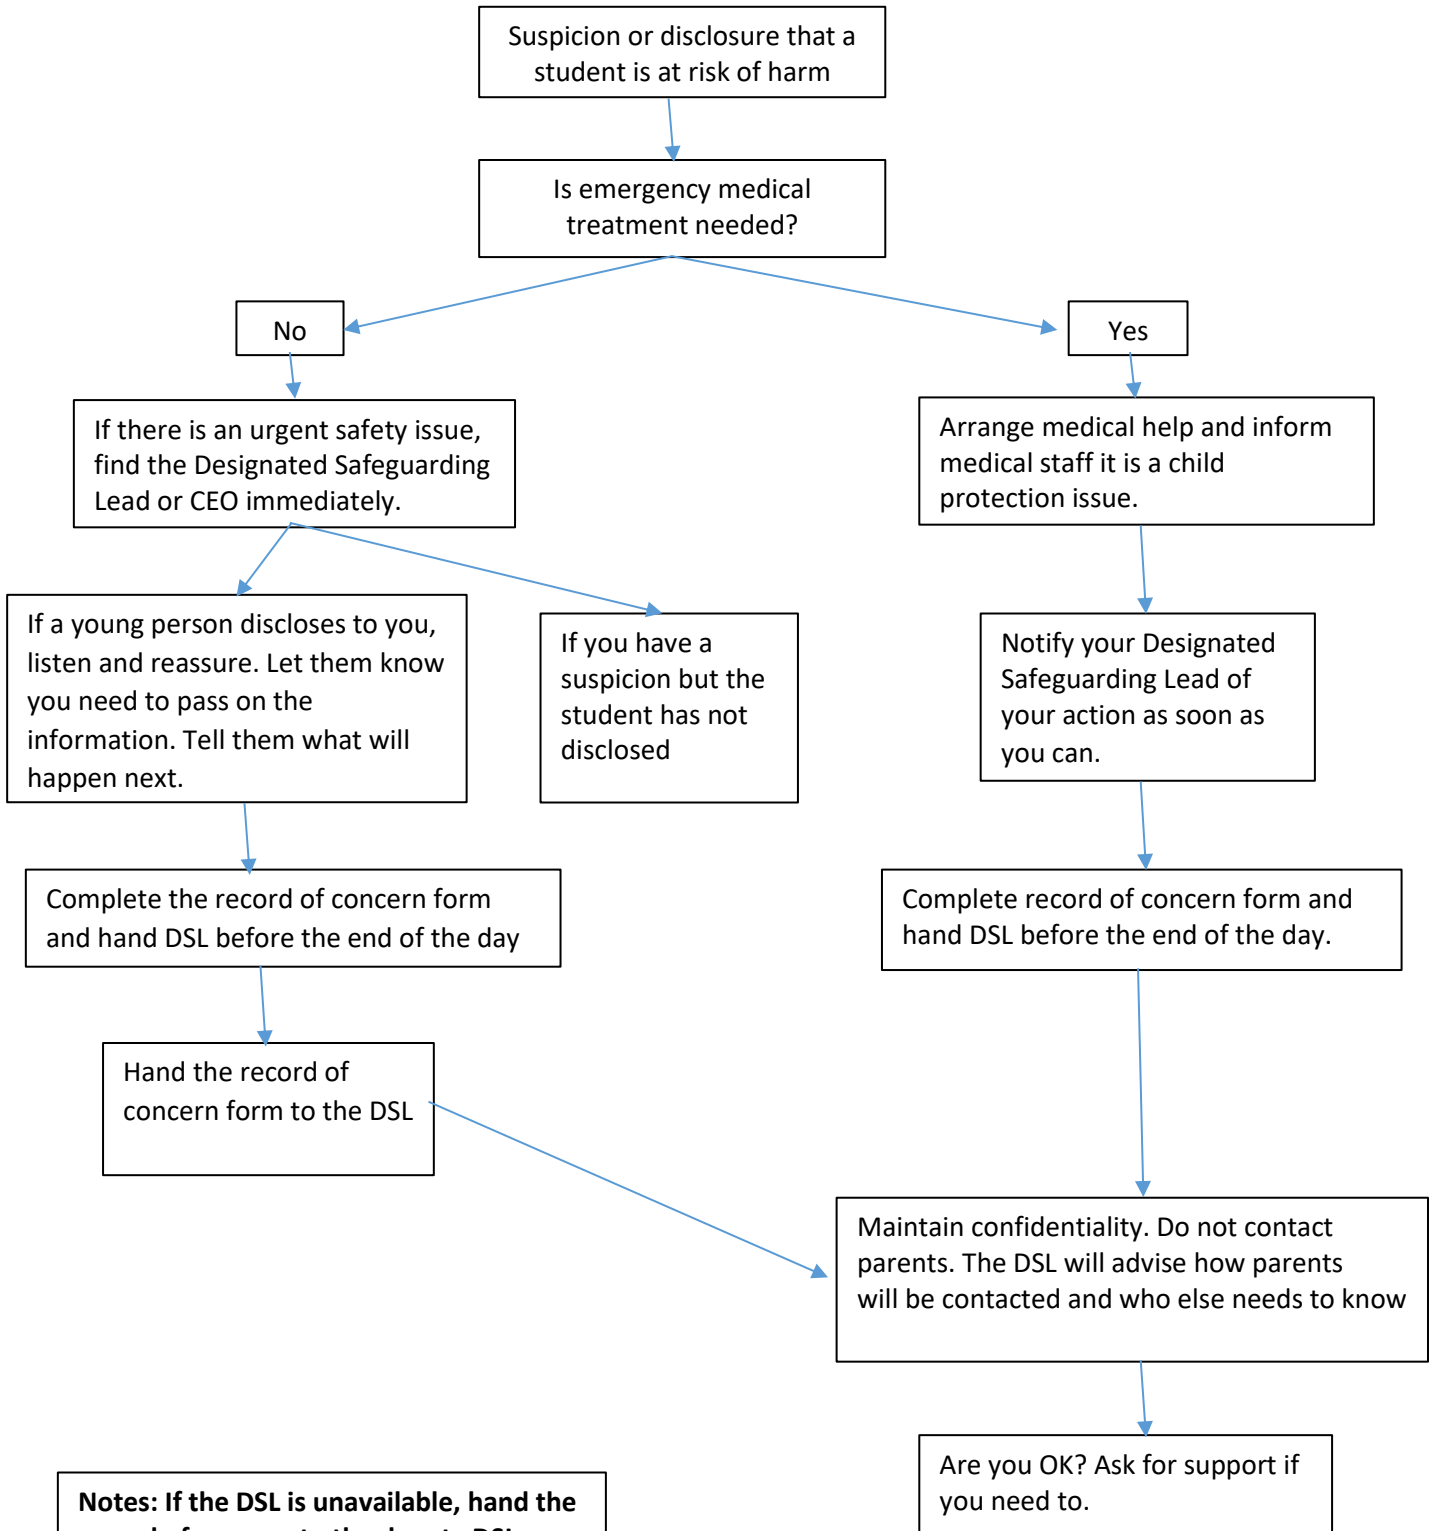 Suspicion or disclosure that a
student is at risk of harm
Is emergency medical
treatment needed?
No
Yes
If there is an urgent safety issue,
find the Designated Safeguarding
Lead or CEO immediately.
Arrange medical help and inform
medical staff it is a child
protection issue.
If a young person discloses to you,
listen and reassure. Let them know
you need to pass on the
information. Tell them what will
happen next.
If you have a
suspicion but the
student has not
disclosed
Notify your Designated
Safeguarding Lead of
your action as soon as
you can.
Complete the record of concern form
and hand DSL before the end of the day
Complete record of concern form and
hand DSL before the end of the day.
Hand the record of
concern form to the DSL
Maintain confidentiality. Do not contact
parents. The DSL will advise how parents
will be contacted and who else needs to know
Are you OK? Ask for support if
you need to.
Notes: If the DSL is unavailable, hand the